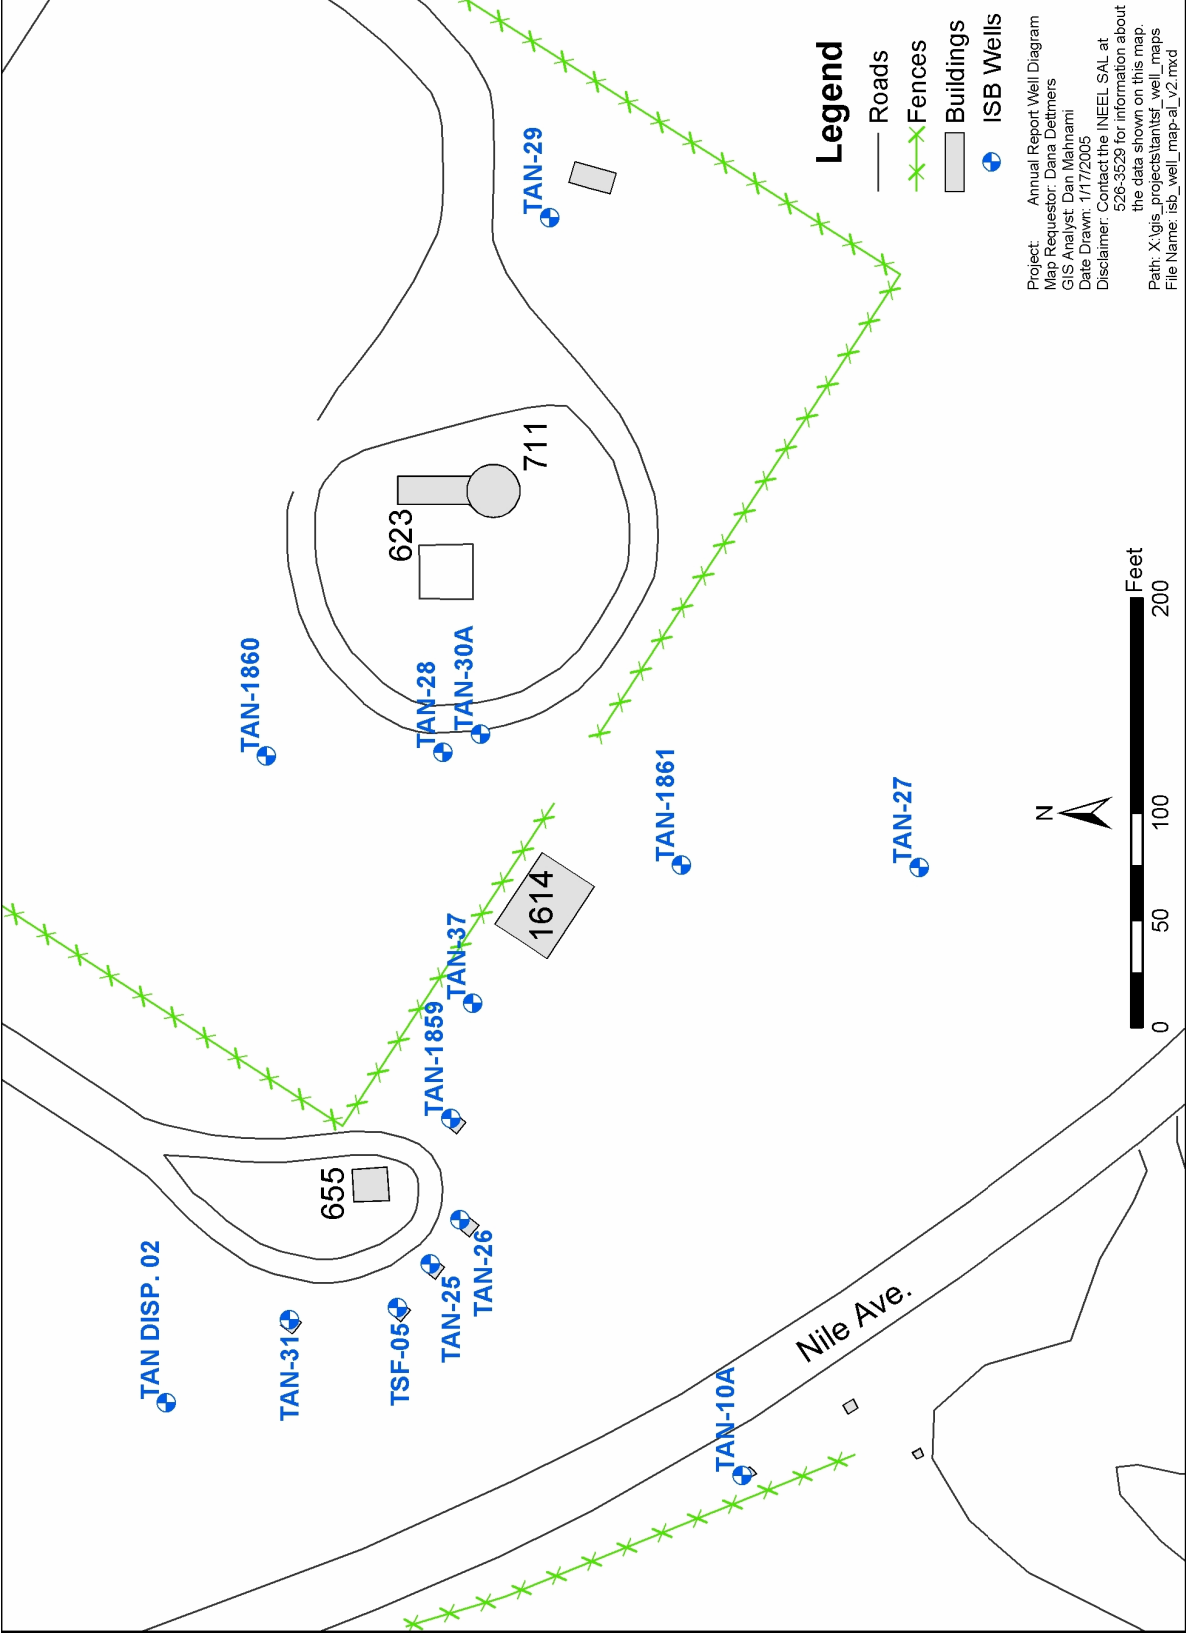 TAN DISP. 02
TAN-31
TSF-05
TAN-25
TAN-26
655
TAN-1859
TAN-37
1614
TAN-1860
TAN-28
TAN-30A
623
711
TAN-29
TAN-1861
TAN-27
TAN-10A
Nile Ave.
N
0 50 100 200
Feet
Legend
Roads
Fences
Buildings
ISB Wells
Project: Annual Report Well Diagram
Map Requestor: Dana Dettmers
GIS Analyst: Dan Mahnami
Date Drawn: 1/17/2005
Disclaimer: Contact the INEEL SAL at
526-3529 for information about
the data shown on this map.
Path: X:\gis_projects\tan\tsf_well_maps
File Name: isb_well_map-al_v2.mxd